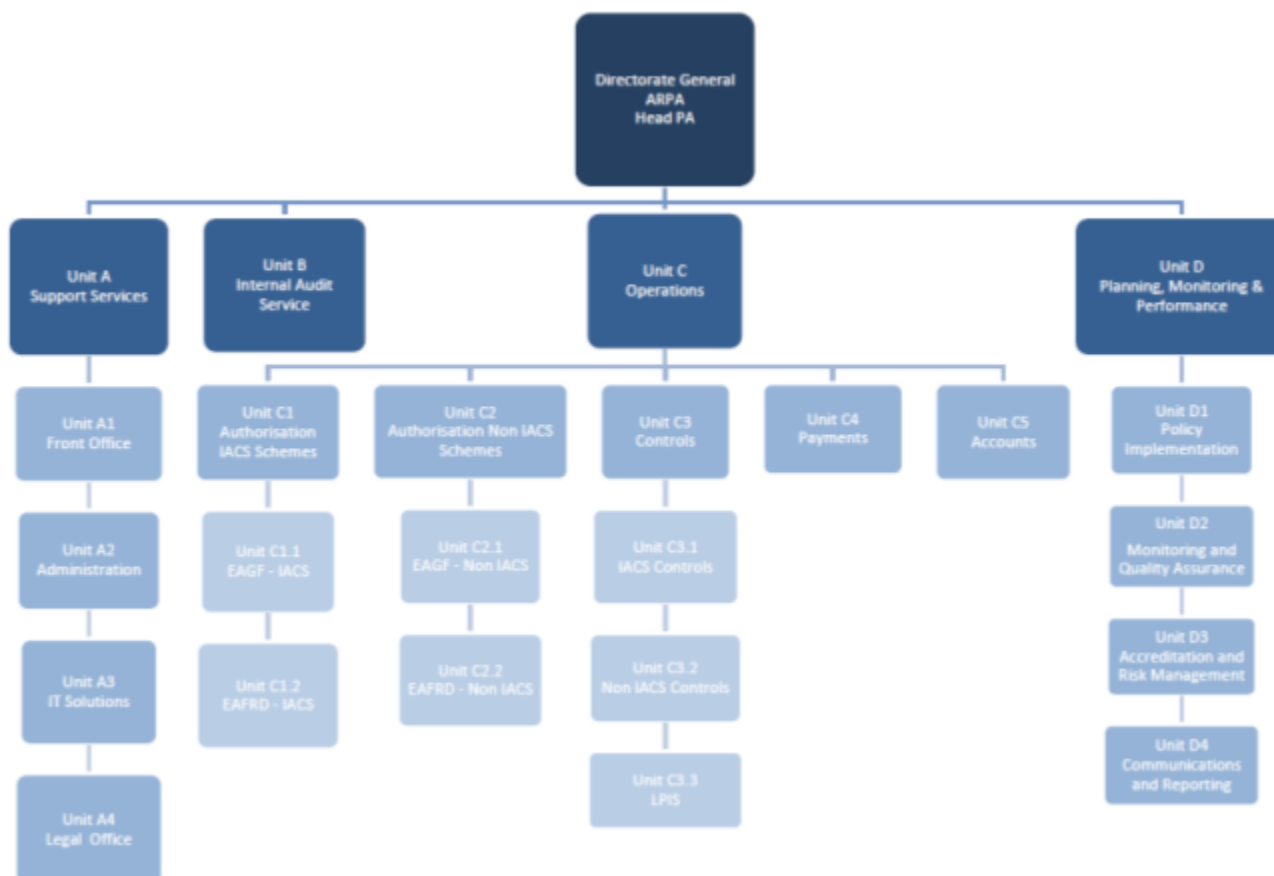 Directorate General
ARPA
Head PA
Unit A
Support Services
Unit B
Internal Audit
Service
Unit C
Operations
Unit D
Planning, Monitoring &
Performance
Unit A1
Front Office
Unit C1
Authorisation
IACS Schemes
Unit C2
Authorisation Non IACS
Schemes
Unit C3
Controls
Unit C4
Payments
Unit C5
Accounts
Unit D1
Policy
Implementation
Unit A2
Administration
Unit C1.1
EAGF - IACS
Unit C2.1
EAGF - Non IACS
Unit C3.1
IACS Controls
Unit D2
Monitoring and
Quality Assurance
Unit A3
IT Solutions
Unit C1.2
EAFRD - IACS
Unit C2.2
EAFRD - Non IACS
Unit C3.2
Non IACS Controls
Unit D3
Accreditation and
Risk Management
Unit A4
Legal Office
Unit C3.3
LPIS
Unit D4
Communications
and Reporting